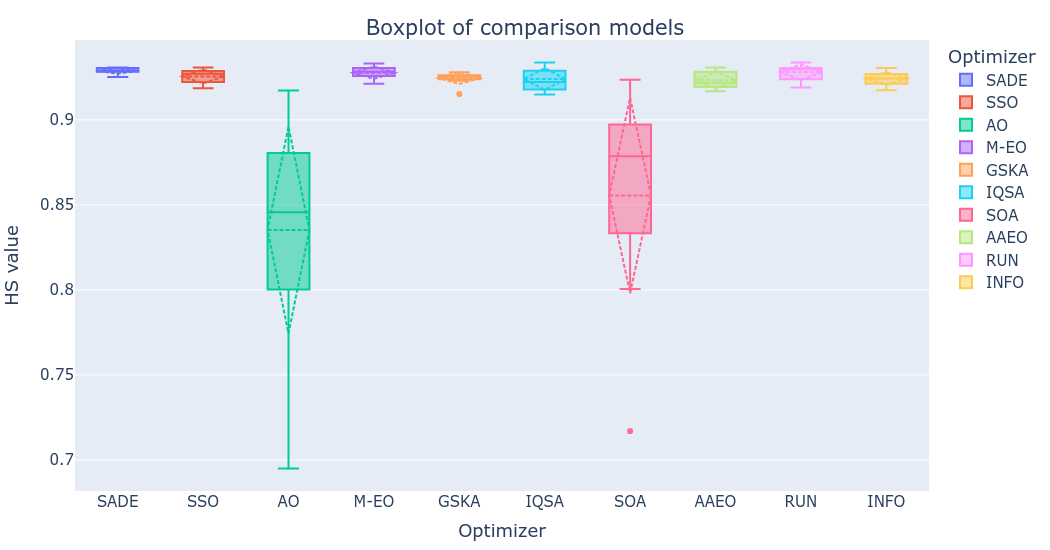 Boxplot of comparison models
HS value
0.9
0.85
0.8
0.75
0.7
SADE SSO AO M-EO GSKA IQSA SOA AAEO RUN INFO
Optimizer
Optimizer
SADE
SSO
AO
M-EO
GSKA
IQSA
SOA
AAEO
RUN
INFO